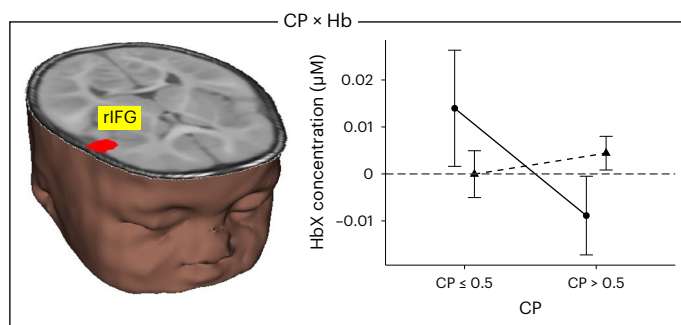 CP × Hb
rIFG
HbX concentration (µM)
0.02
0.01
0
–0.01
CP ≤ 0.5
CP > 0.5
CP